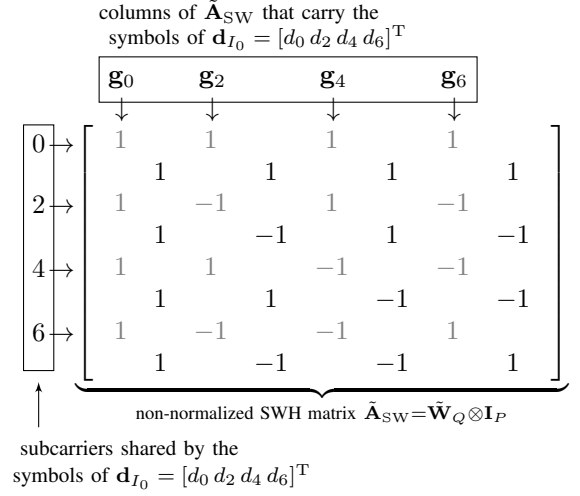 columns of Ã_SW that carry the
symbols of d_{I_0} = [d_0 d_2 d_4 d_6]^T
g_0 g_2 g_4 g_6
0 1 1 1 1
1 1 1 1
2 1 −1 1 −1
1 −1 1 −1
4 1 1 −1 −1
1 1 −1 −1
6 1 −1 −1 1
1 −1 −1 1
non-normalized SWH matrix Ã_SW=W̃_Q⊗I_P
subcarriers shared by the
symbols of d_{I_0} = [d_0 d_2 d_4 d_6]^T